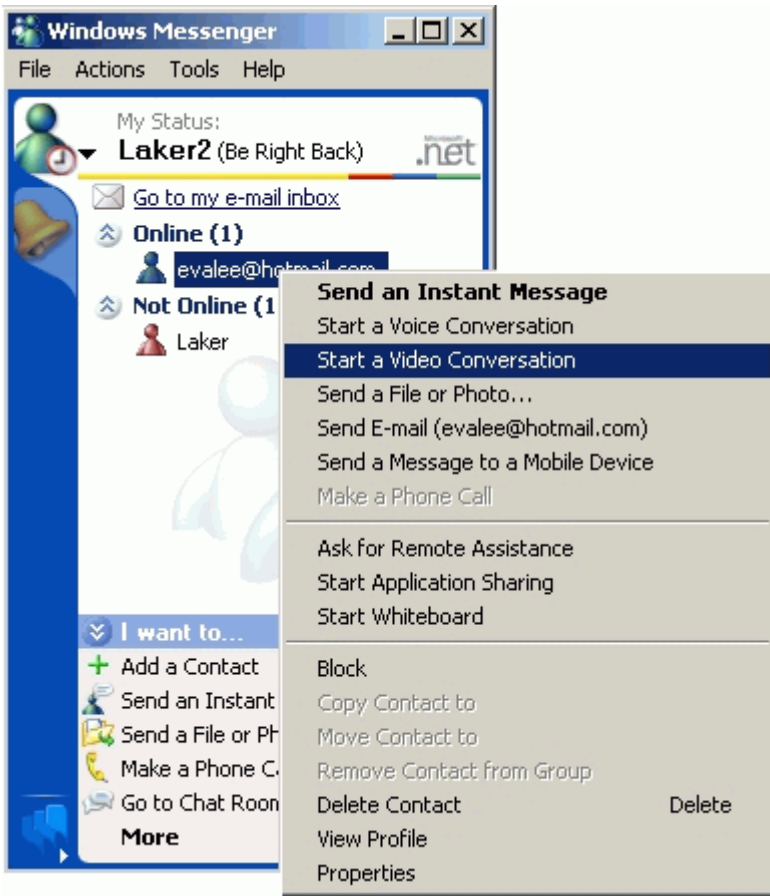 Windows Messenger
File Actions Tools Help
My Status:
Laker2 (Be Right Back)
Microsoft
.net
Go to my e-mail inbox
Online (1)
evalee@hotmail.com
Not Online (1
Laker
Send an Instant Message
Start a Voice Conversation
Start a Video Conversation
Send a File or Photo...
Send E-mail (evalee@hotmail.com)
Send a Message to a Mobile Device
Make a Phone Call
Ask for Remote Assistance
Start Application Sharing
Start Whiteboard
Block
Copy Contact to
Move Contact to
Remove Contact from Group
Delete Contact Delete
View Profile
Properties
I want to...
Add a Contact
Send an Instant
Send a File or Ph
Make a Phone C
Go to Chat Room
More